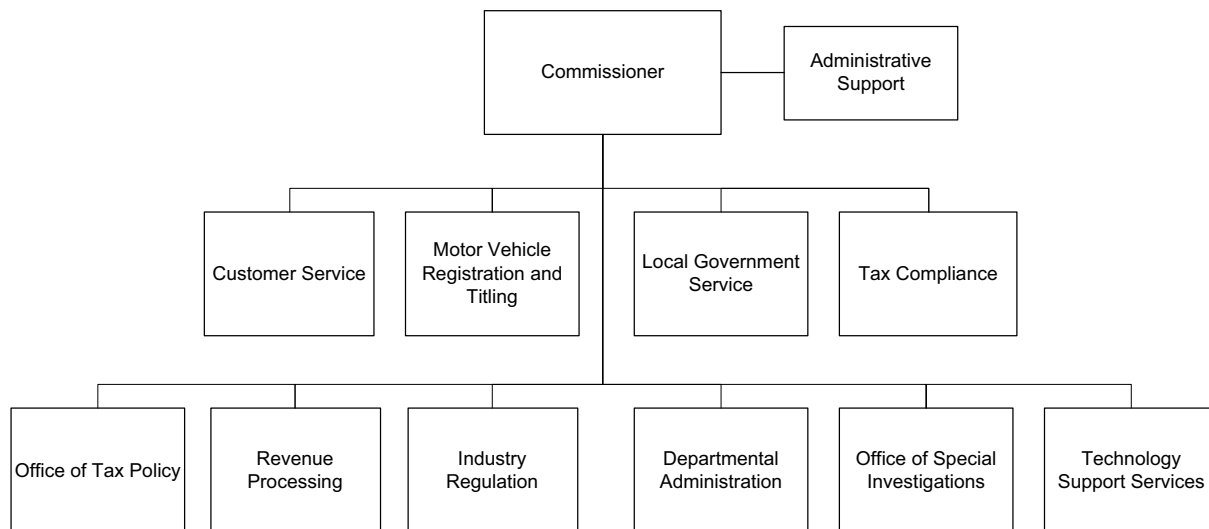 Commissioner
Administrative
Support
Customer Service
Motor Vehicle
Registration and
Titling
Local Government
Service
Tax Compliance
Office of Tax Policy
Revenue
Processing
Industry
Regulation
Departmental
Administration
Office of Special
Investigations
Technology
Support Services